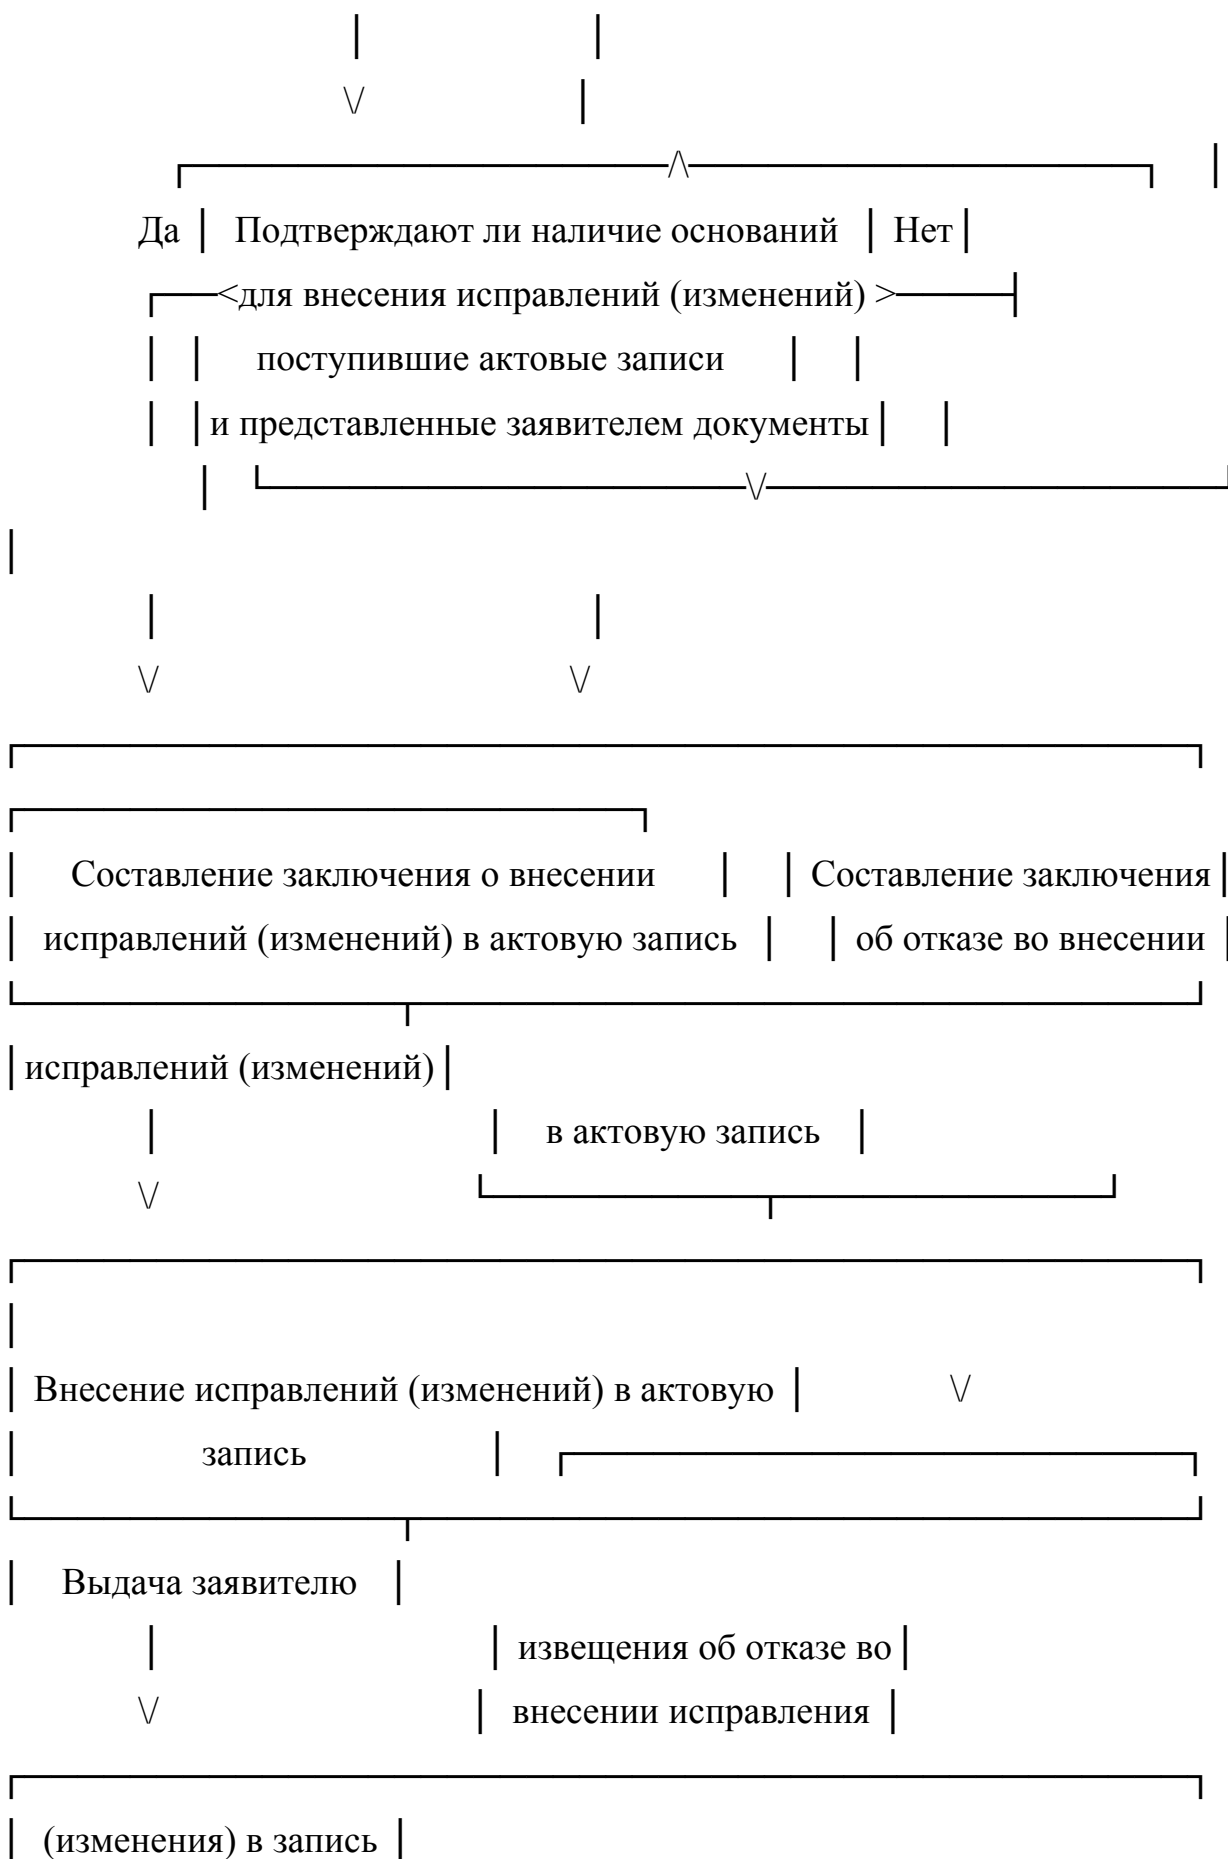 Да Подтверждают ли наличие оснований Нет
<для внесения исправлений (изменений) >
поступившие актовые записи
и представленные заявителем документы
Составление заключения о внесении Составление заключения
исправлений (изменений) в актовую запись об отказе во внесении
исправлений (изменений)
в актовую запись
Внесение исправлений (изменений) в актовую
запись
Выдача заявителю
извещения об отказе во
внесении исправления
(изменения) в запись